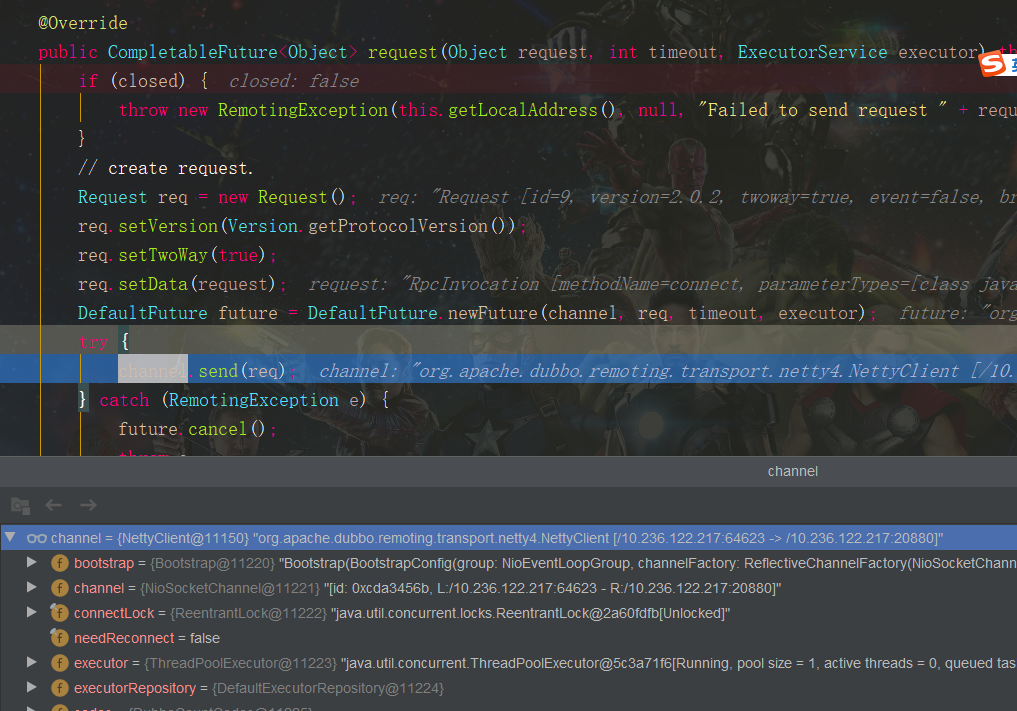 @Override
public CompletableFuture<Object> request(Object request, int timeout, ExecutorService executor)
if (closed) {  closed: false
throw new RemotingException(this.getLocalAddress(), null, "Failed to send request " + requ
}
// create request.
Request req = new Request();  req: "Request [id=9, version=2.0.2, twoway=true, event=false, br
req.setVersion(Version.getProtocolVersion());
req.setTwoWay(true);
req.setData(request);  request: "RpcInvocation [methodName=connect, parameterTypes=[class java
DefaultFuture future = DefaultFuture.newFuture(channel, req, timeout, executor);  future: "org
try {
channel.send(req);  channel: "org.apache.dubbo.remoting.transport.netty4.NettyClient [/10.
} catch (RemotingException e) {
future.cancel();
channel
channel = {NettyClient@11150} "org.apache.dubbo.remoting.transport.netty4.NettyClient [/10.236.122.217:64623 -> /10.236.122.217:20880]"
bootstrap = {Bootstrap@11220} "Bootstrap(BootstrapConfig(group: NioEventLoopGroup, channelFactory: ReflectiveChannelFactory(NioSocketChann
channel = {NioSocketChannel@11221} "[id: 0xcda3456b, L:/10.236.122.217:64623 - R:/10.236.122.217:20880]"
connectLock = {ReentrantLock@11222} "java.util.concurrent.locks.ReentrantLock@2a60fdfb[Unlocked]"
needReconnect = false
executor = {ThreadPoolExecutor@11223} "java.util.concurrent.ThreadPoolExecutor@5c3a71f6[Running, pool size = 1, active threads = 0, queued tas
executorRepository = {DefaultExecutorRepository@11224}